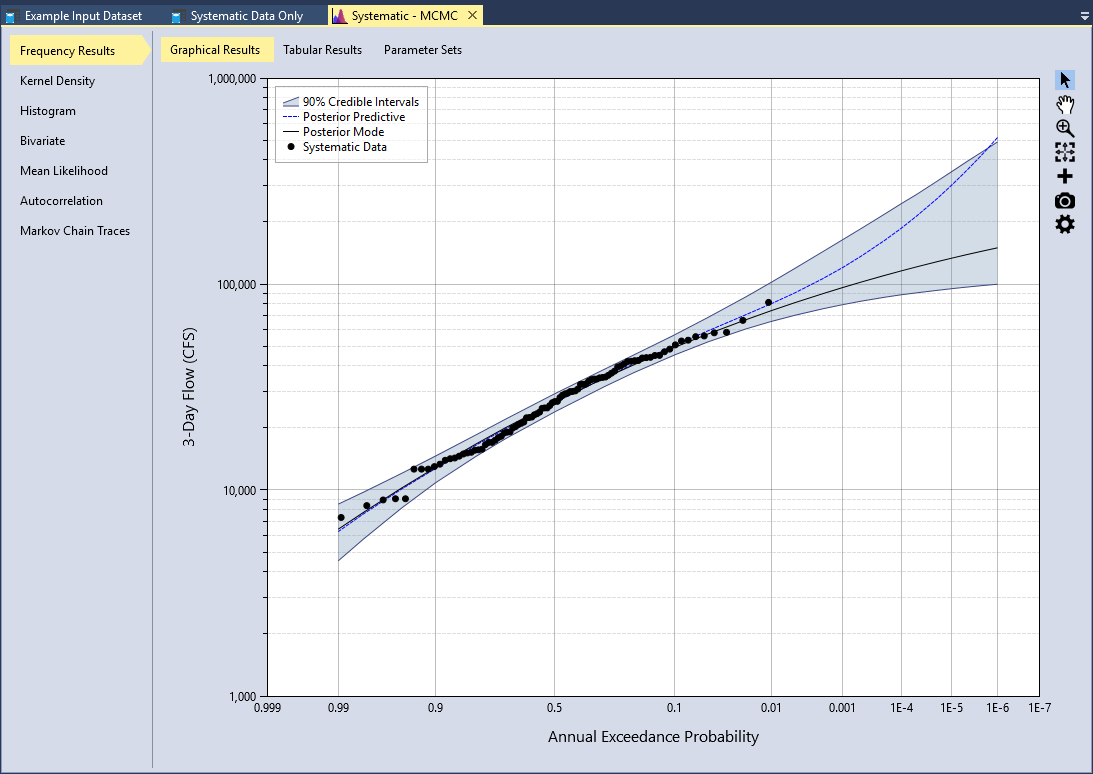 Example Input Dataset
Systematic Data Only
Systematic - MCMC
Frequency Results
Kernel Density
Histogram
Bivariate
Mean Likelihood
Autocorrelation
Markov Chain Traces
Graphical Results
Tabular Results
Parameter Sets
90% Credible Intervals
Posterior Predictive
Posterior Mode
Systematic Data
3-Day Flow (CFS)
1,000,000
100,000
10,000
1,000
0.999
0.99
0.9
0.5
0.1
0.01
0.001
1E-4
1E-5
1E-6
1E-7
Annual Exceedance Probability